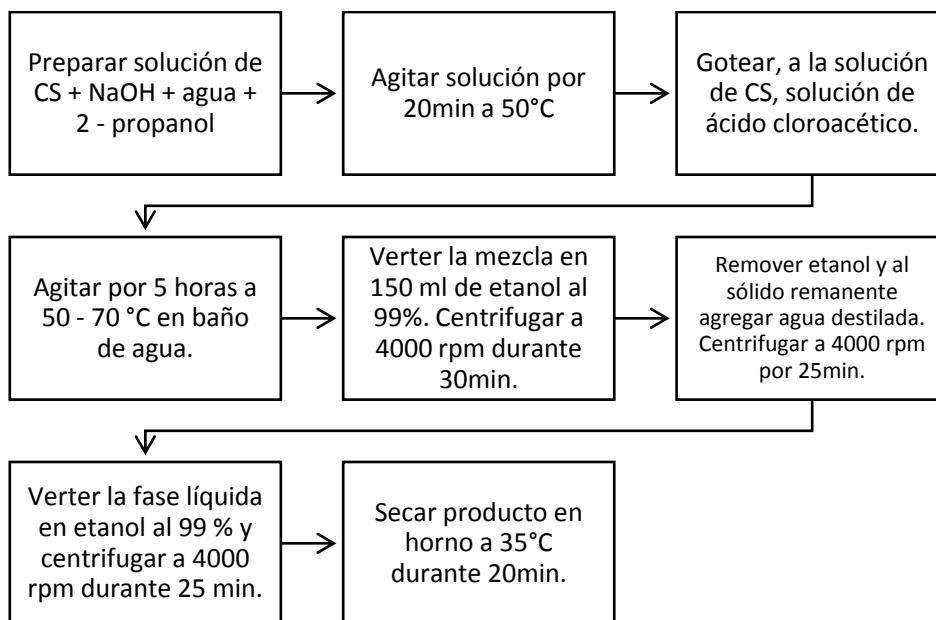 Preparar solución de
CS + NaOH + agua +
2 - propanol
Agitar solución por
20min a 50°C
Gotear, a la solución
de CS, solución de
ácido cloroacético.
Agitar por 5 horas a
50 - 70 °C en baño
de agua.
Verter la mezcla en
150 ml de etanol al
99%. Centrifugar a
4000 rpm durante
30min.
Remover etanol y al
sólido remanente
agregar agua destilada.
Centrifugar a 4000 rpm
por 25min.
Verter la fase líquida
en etanol al 99 % y
centrifugar a 4000
rpm durante 25 min.
Secar producto en
horno a 35°C
durante 20min.